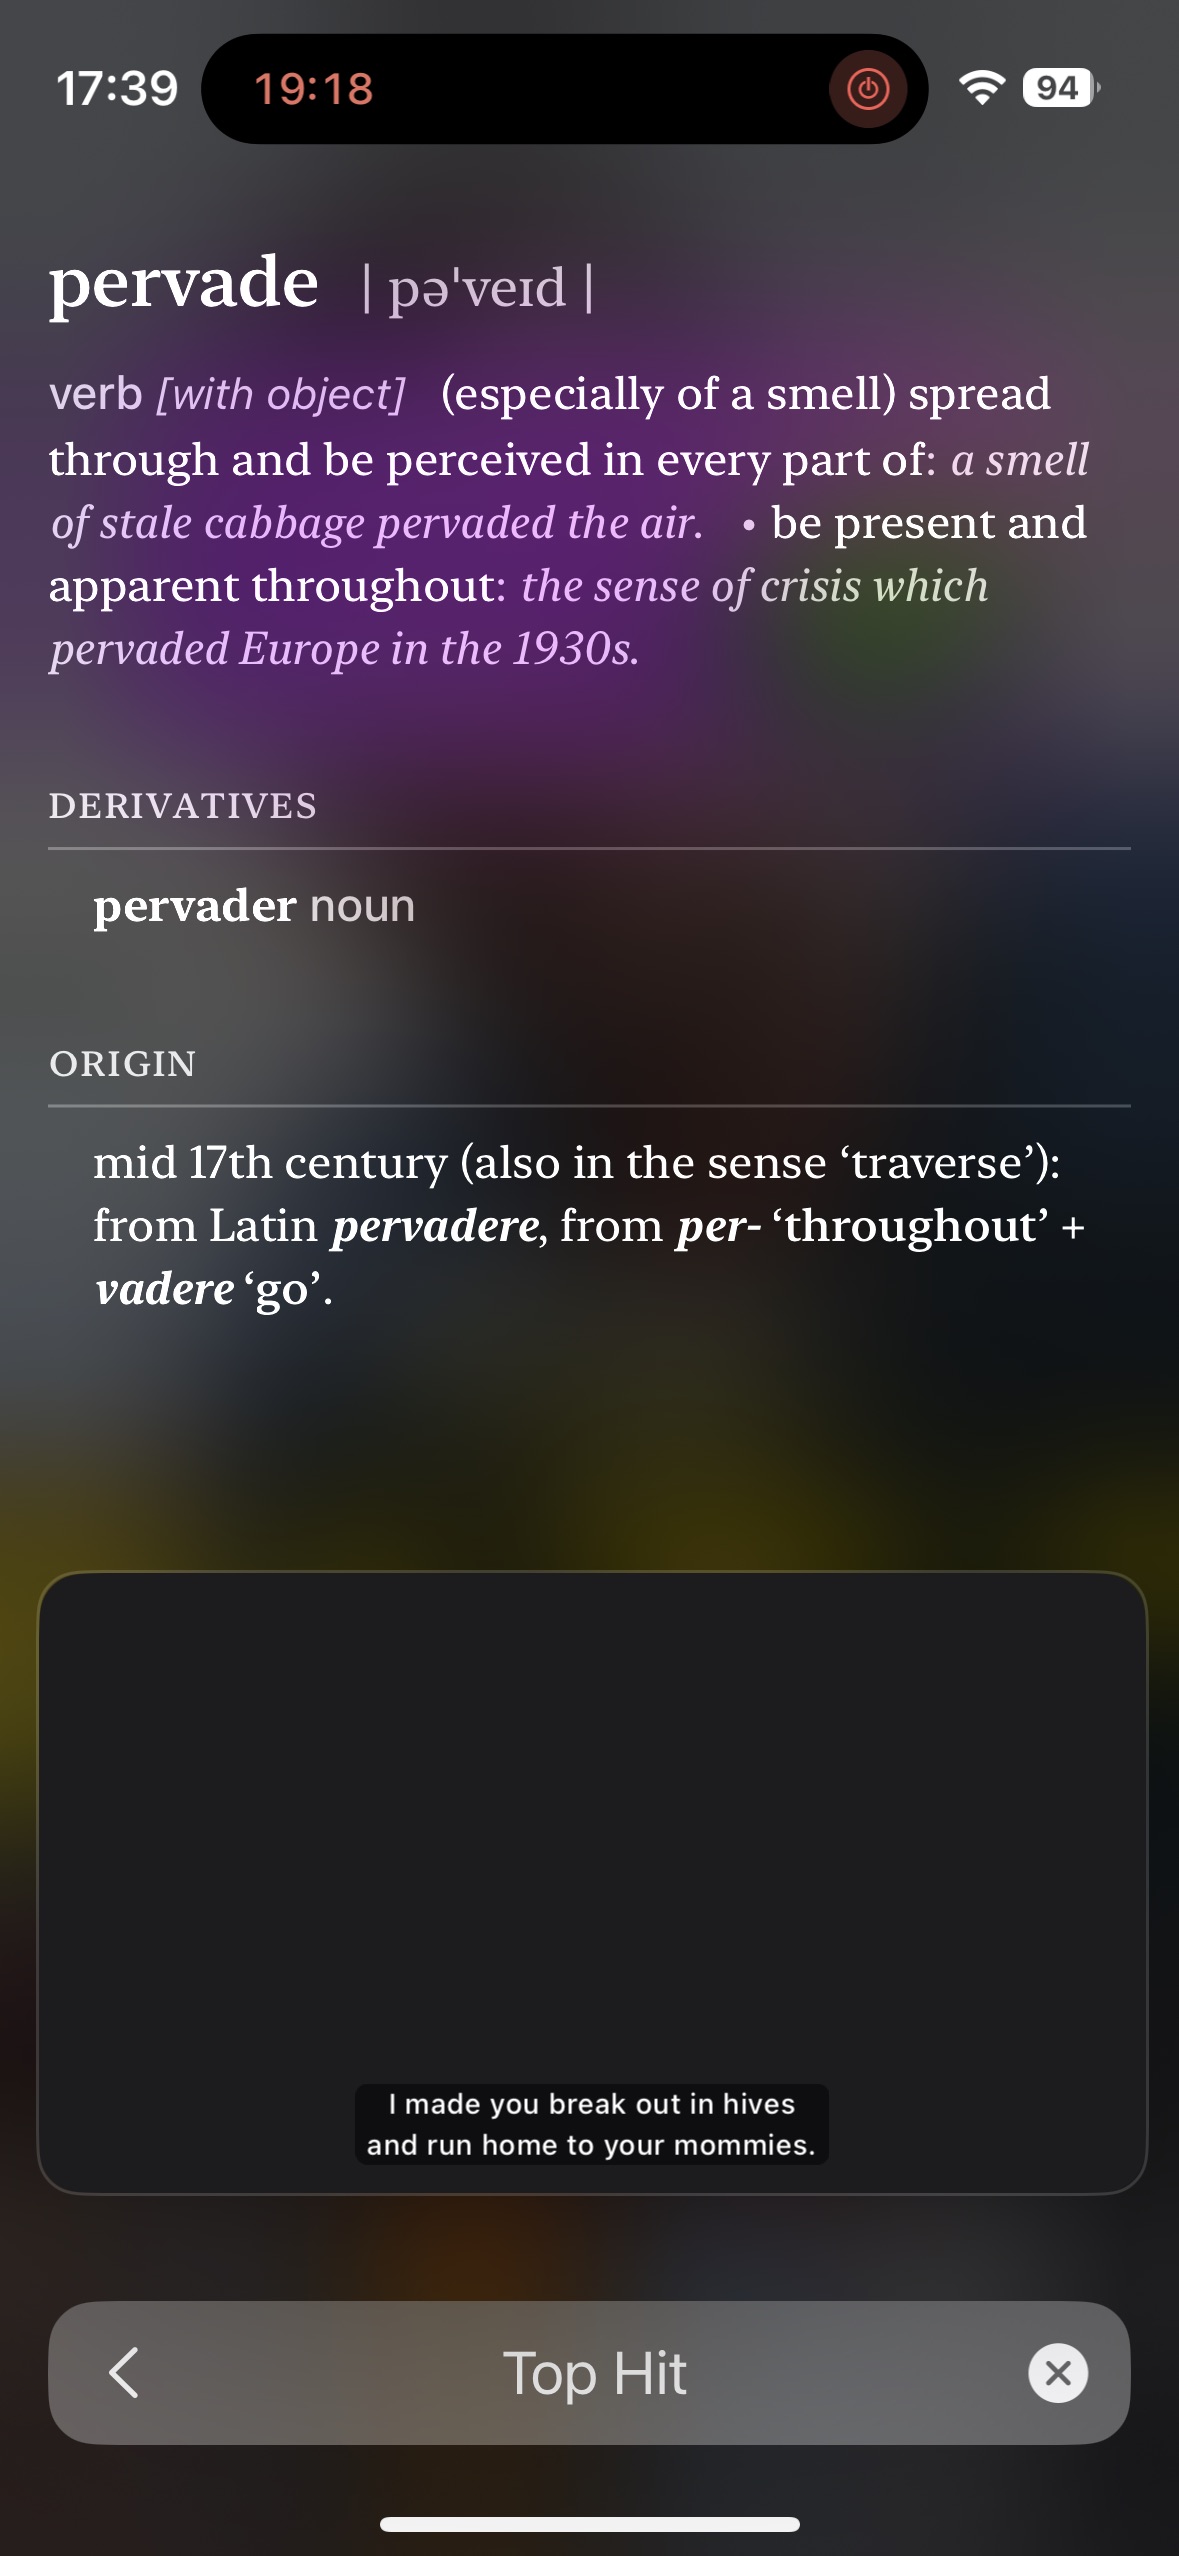 17:39 19:18 94
pervade | pəˈveɪd |
verb [with object] (especially of a smell) spread
through and be perceived in every part of: a smell
of stale cabbage pervaded the air. • be present and
apparent throughout: the sense of crisis which
pervaded Europe in the 1930s.
DERIVATIVES
pervader noun
ORIGIN
mid 17th century (also in the sense ‘traverse’):
from Latin pervadere, from per- ‘throughout’ +
vadere ‘go’.
I made you break out in hives
and run home to your mommies.
Top Hit